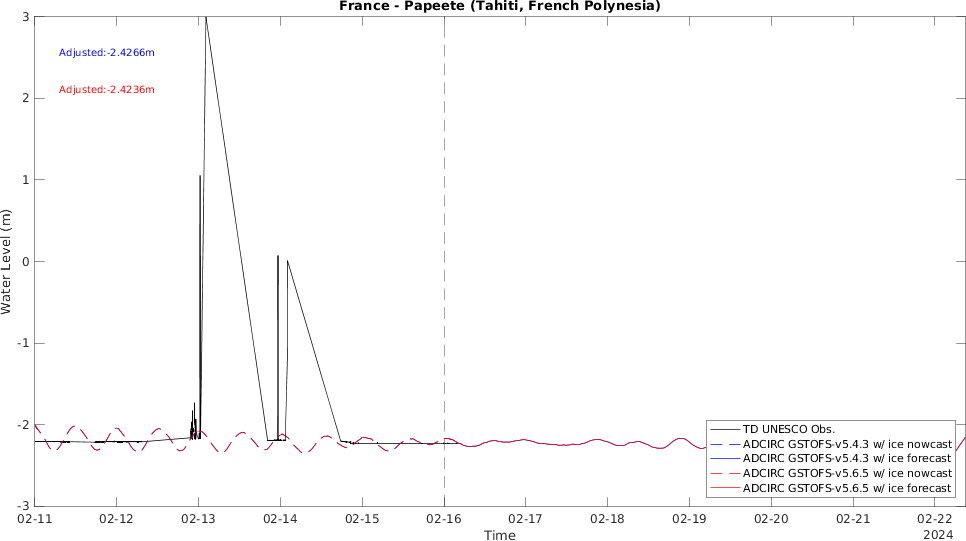 France - Papeete (Tahiti, French Polynesia)
Adjusted:-2.4266m
Adjusted:-2.4236m
3
2
1
0
-1
-2
-3
Water Level (m)
TD UNESCO Obs.
ADCIRC GSTOFS-v5.4.3 w/ ice nowcast
ADCIRC GSTOFS-v5.4.3 w/ ice forecast
ADCIRC GSTOFS-v5.6.5 w/ ice nowcast
ADCIRC GSTOFS-v5.6.5 w/ ice forecast
02-11 02-12 02-13 02-14 02-15 02-16 02-17 02-18 02-19 02-20 02-21 02-22
Time
2024